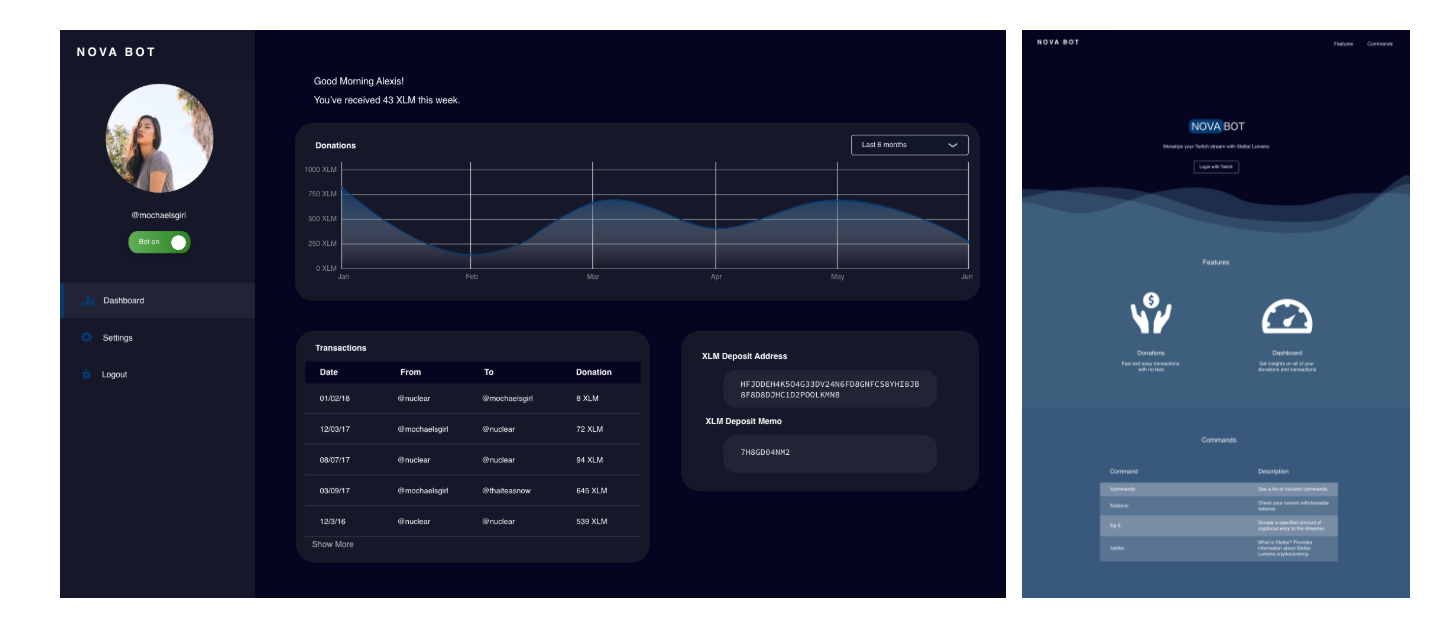 NOVA BOT
@mochaelsgirl
Bot on
Dashboard
Settings
Logout
Good Morning Alexis!
You've received 43 XLM this week.
Donations
Last 6 months
1000 XLM
750 XLM
500 XLM
250 XLM
0 XLM
Jan Feb Mar Apr May Jun
Transactions
Date From To Donation
01/02/18 @nuclear @mochaelsgirl 8 XLM
12/03/17 @mochaelsgirl @nuclear 72 XLM
08/07/17 @nuclear @nuclear 94 XLM
03/09/17 @mochaelsgirl @thaiteasnow 645 XLM
12/3/16 @nuclear @nuclear 539 XLM
Show More
XLM Deposit Address
HFJDDEH4K5O4G33DV24N6FD8GNFCS8YHI8JB
8F8D8DJHC1D2POOLKMNB
XLM Deposit Memo
7H8GD04NM2
NOVA BOT
Features Commands
NOVA BOT
Monetize your Twitch stream with Stellar Lumens
Login with Twitch
Features
Donations
Fast and easy transactions
with no fees
Dashboard
Get insights on all of your
donations and transactions
Commands
Command Description
!commands See a list of revoled commands.
!balance Check your current withdrawable
balance.
Donate a specified amount of
cryptocurrency to the streamer.
!stellar What is Stellar? Provides
information about Stellar
Lumens cryptocurrency.